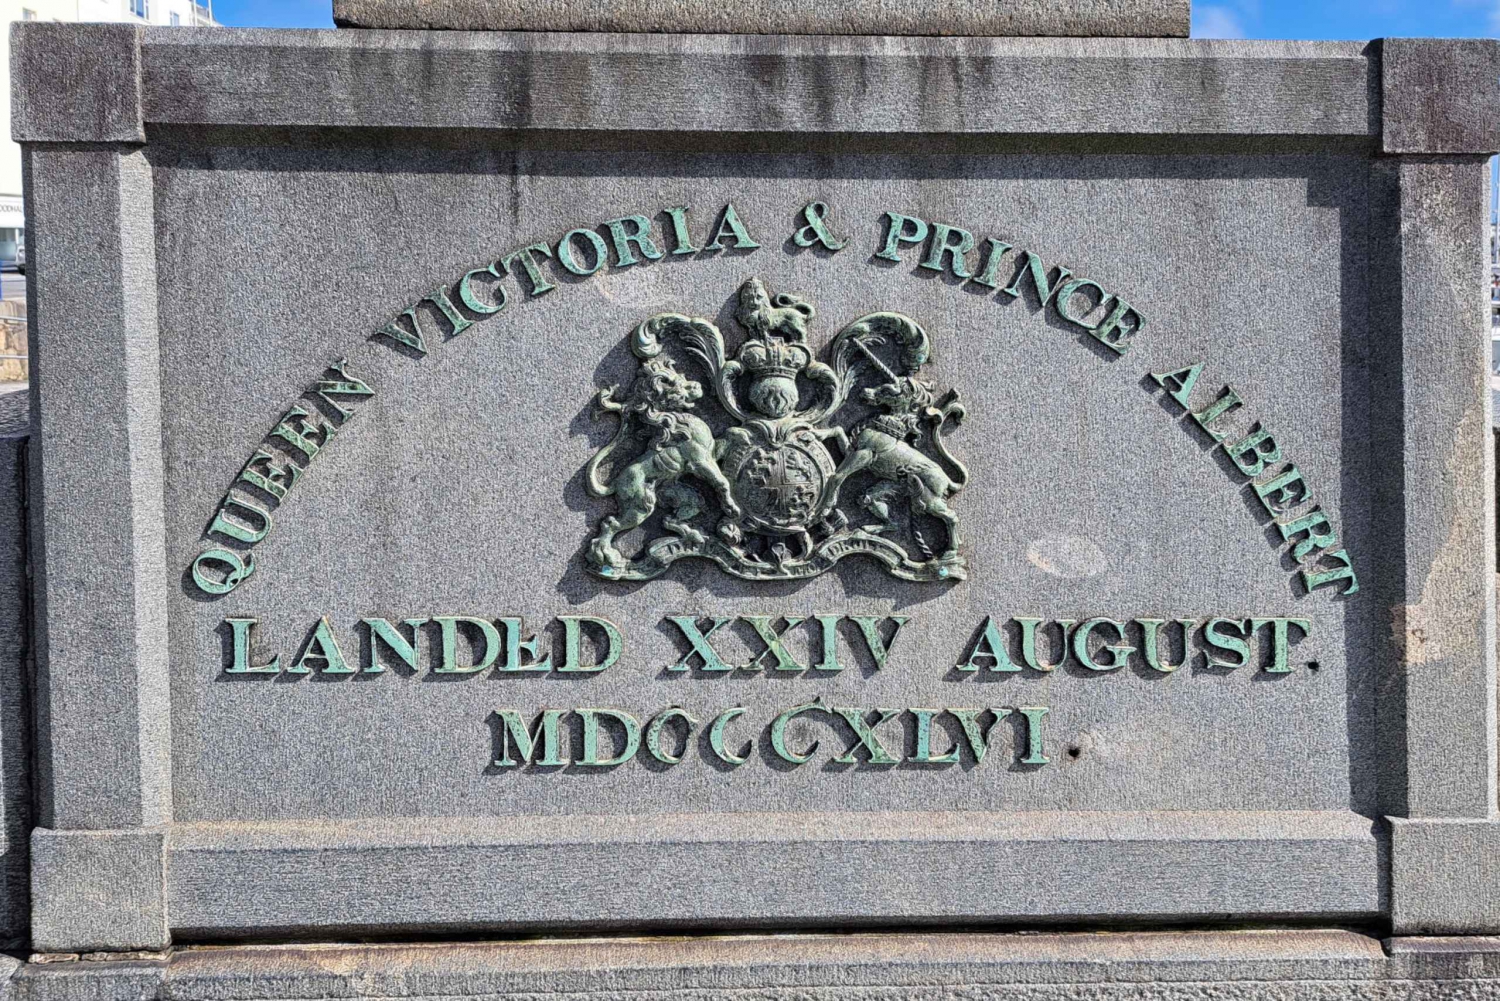 QUEEN VICTORIA & PRINCE ALBERT
LANDED XXIV AUGUST.
MDCCCXLVI.